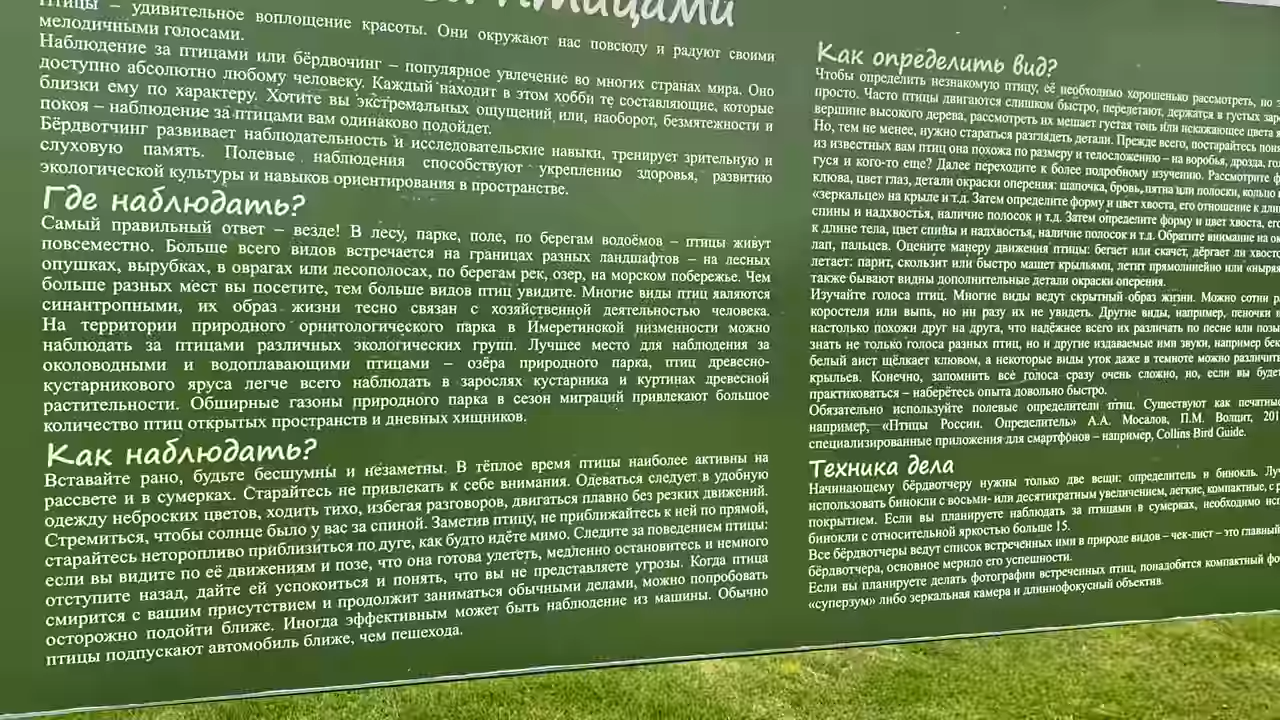 птицами
Птицы – удивительное воплощение красоты. Они окружают нас повсюду и радуют своими
мелодичными голосами.
Наблюдение за птицами или бёрдвочинг – популярное увлечение во многих странах мира. Оно
доступно абсолютно любому человеку. Каждый находит в этом хобби те составляющие, которые
близки ему по характеру. Хотите вы экстремальных ощущений или, наоборот, безмятежности и
покоя – наблюдение за птицами вам одинаково подойдет.
Бёрдвотчинг развивает наблюдательность и исследовательские навыки, тренирует зрительную и
слуховую память. Полевые наблюдения способствуют укреплению здоровья, развитию
экологической культуры и навыков ориентирования в пространстве.
Где наблюдать?
Самый правильный ответ – везде! В лесу, парке, поле, по берегам водоёмов – птицы живут
повсеместно. Больше всего видов встречается на границах разных ландшафтов – на лесных
опушках, вырубках, в оврагах или лесополосах, по берегам рек, озер, на морском побережье. Чем
больше разных мест вы посетите, тем больше видов птиц увидите. Многие виды птиц являются
синантропными, их образ жизни тесно связан с хозяйственной деятельностью человека.
На территории природного орнитологического парка в Имеретинской низменности можно
наблюдать за птицами различных экологических групп. Лучшее место для наблюдения за
околоводными и водоплавающими птицами – озёра природного парка, птиц древесно-
кустарникового яруса легче всего наблюдать в зарослях кустарника и куртинах древесной
растительности. Обширные газоны природного парка в сезон миграций привлекают большое
количество птиц открытых пространств и дневных хищников.
Как наблюдать?
Вставайте рано, будьте бесшумны и незаметны. В тёплое время птицы наиболее активны на
рассвете и в сумерках. Старайтесь не привлекать к себе внимания. Одеваться следует в удобную
одежду неброских цветов, ходить тихо, избегая разговоров, двигаться плавно без резких движений.
Стремиться, чтобы солнце было у вас за спиной. Заметив птицу, не приближайтесь к ней по прямой,
старайтесь неторопливо приблизиться по дуге, как будто идёте мимо. Следите за поведением птицы:
если вы видите по её движениям и позе, что она готова улететь, медленно остановитесь и немного
отступите назад, дайте ей успокоиться и понять, что вы не представляете угрозы. Когда птица
смирится с вашим присутствием и продолжит заниматься обычными делами, можно попробовать
осторожно подойти ближе. Иногда эффективным может быть наблюдение из машины. Обычно
птицы подпускают автомобиль ближе, чем пешехода.
Как определить вид?
Чтобы определить незнакомую птицу, её необходимо хорошенько рассмотреть, но
просто. Часто птицы двигаются слишком быстро, перелетают, держатся в густых
вершине высокого дерева, рассмотреть их мешает густая тень или искажающее цвета
Но, тем не менее, нужно стараться разглядеть детали. Прежде всего, постарайтесь
из известных вам птиц она похожа по размеру и телосложению – на воробья, дрозда,
гуся и кого-то еще? Далее переходите к более подробному изучению. Рассмотрите
клюва, цвет глаз, детали окраски оперения: шапочка, бровь, пятна или полоски, кольцо
«зеркальце» на крыле и т.д. Затем определите форму и цвет хвоста, его отношение к
спины и надхвостья, наличие полосок и т.д. Затем определите форму и цвет хвоста, его
к длине тела, цвет спины и надхвостья, наличие полосок и т.д. Обратите внимание на
лап, пальцев. Оцените манеру движения птицы: бегает или скачет, дёргает ли
летает: парит, скользит или быстро машет крыльями, летит прямолинейно или
также бывают видны дополнительные детали окраски оперения.
Изучайте голоса птиц. Многие виды ведут скрытный образ жизни. Можно сотни
коростеля или выпь, но ни разу их не увидеть. Другие виды, например, пеночки
настолько похожи друг на друга, что надёжнее всего их различать по песне или
знать не только голоса разных птиц, но и другие издаваемые ими звуки, например
белый аист щёлкает клювом, а некоторые виды уток даже в темноте можно
крыльев. Конечно, запомнить все голоса сразу очень сложно, но, если вы
практиковаться – наберётесь опыта довольно быстро.
Обязательно используйте полевые определители птиц. Существуют как печатные
например, «Птицы России. Определитель» А.А. Мосалов, П.М. Волцит, 201
специализированные приложения для смартфонов – например, Collins Bird Guide.
Техника дела
Начинающему бёрдвотчеру нужны только две вещи: определитель и бинокль.
использовать бинокли с восьми- или десятикратным увеличением, легкие, компактные, с
покрытием. Если вы планируете наблюдать за птицами в сумерках, необходимо
бинокли с относительной яркостью больше 15.
Все бёрдвотчеры ведут список встреченных ими в природе видов – чек-лист – это главный
бёрдвотчера, основное мерило его успешности.
Если вы планируете делать фотографии встреченных птиц, понадобятся компактный
«суперзум» либо зеркальная камера и длиннофокусный объектив.